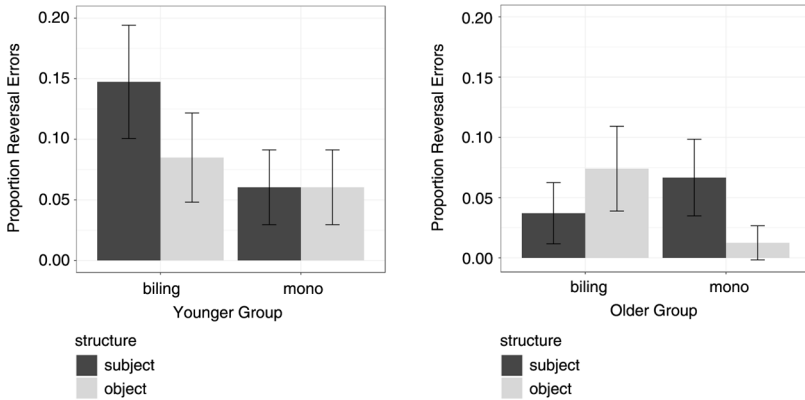 Proportion Reversal Errors
0.20
0.15
0.10
0.05
0.00
biling mono
Younger Group
structure
subject
object
Proportion Reversal Errors
0.20
0.15
0.10
0.05
0.00
biling mono
Older Group
structure
subject
object